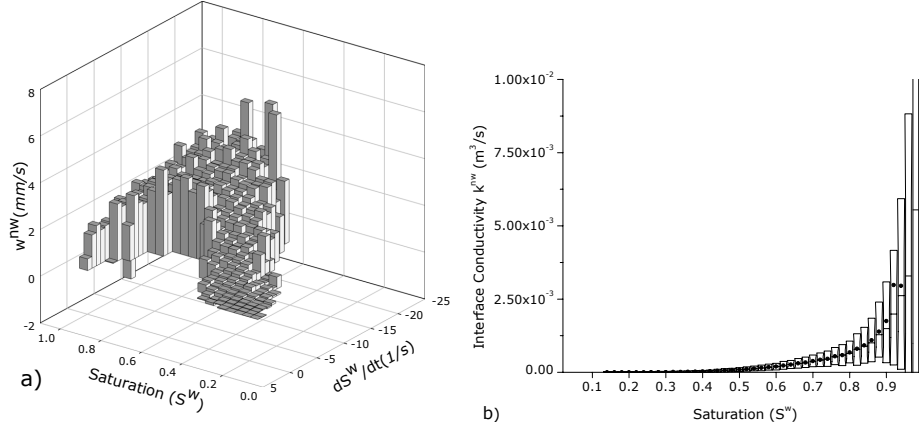 8
6
4
2
0
-2
w^nw(mm/s)
1.0
0.8
0.6
0.4
0.2
0.0
Saturation (S^w)
5
0
-5
-10
-15
-20
-25
dS^w/dt(1/s)
a)
1.00x10^-2
7.50x10^-3
5.00x10^-3
2.50x10^-3
0.00
Interface Conductivity k^nw (m^3/s)
0.1 0.2 0.3 0.4 0.5 0.6 0.7 0.8 0.9
Saturation (S^w)
b)